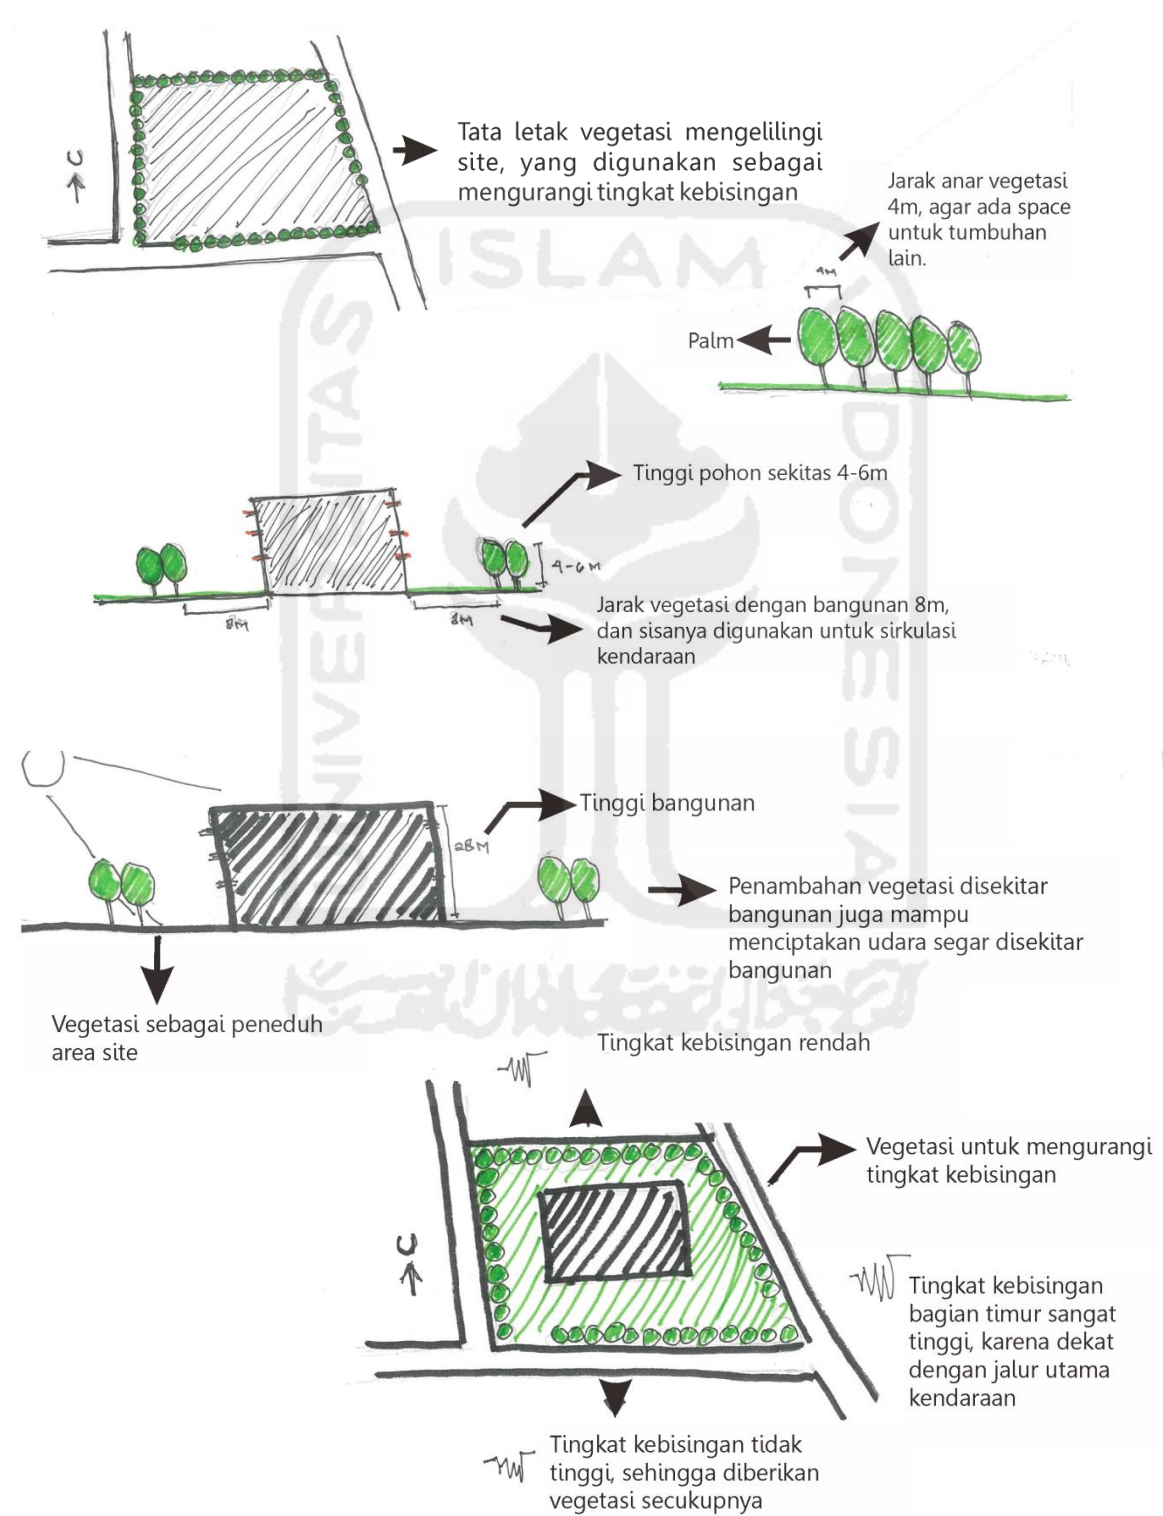 Tata letak vegetasi mengelilingi
site, yang digunakan sebagai
mengurangi tingkat kebisingan
Jarak anar vegetasi
4m, agar ada space
untuk tumbuhan
lain.
4M
Palm
Tinggi pohon sekitas 4-6m
4-6M
8M
8M
Jarak vegetasi dengan bangunan 8m,
dan sisanya digunakan untuk sirkulasi
kendaraan
Tinggi bangunan
28M
Penambahan vegetasi disekitar
bangunan juga mampu
menciptakan udara segar disekitar
bangunan
Vegetasi sebagai peneduh
area site
Tingkat kebisingan rendah
Vegetasi untuk mengurangi
tingkat kebisingan
Tingkat kebisingan
bagian timur sangat
tinggi, karena dekat
dengan jalur utama
kendaraan
Tingkat kebisingan tidak
tinggi, sehingga diberikan
vegetasi secukupnya
UNIVERSITAS
ISLAM
INDONESIA